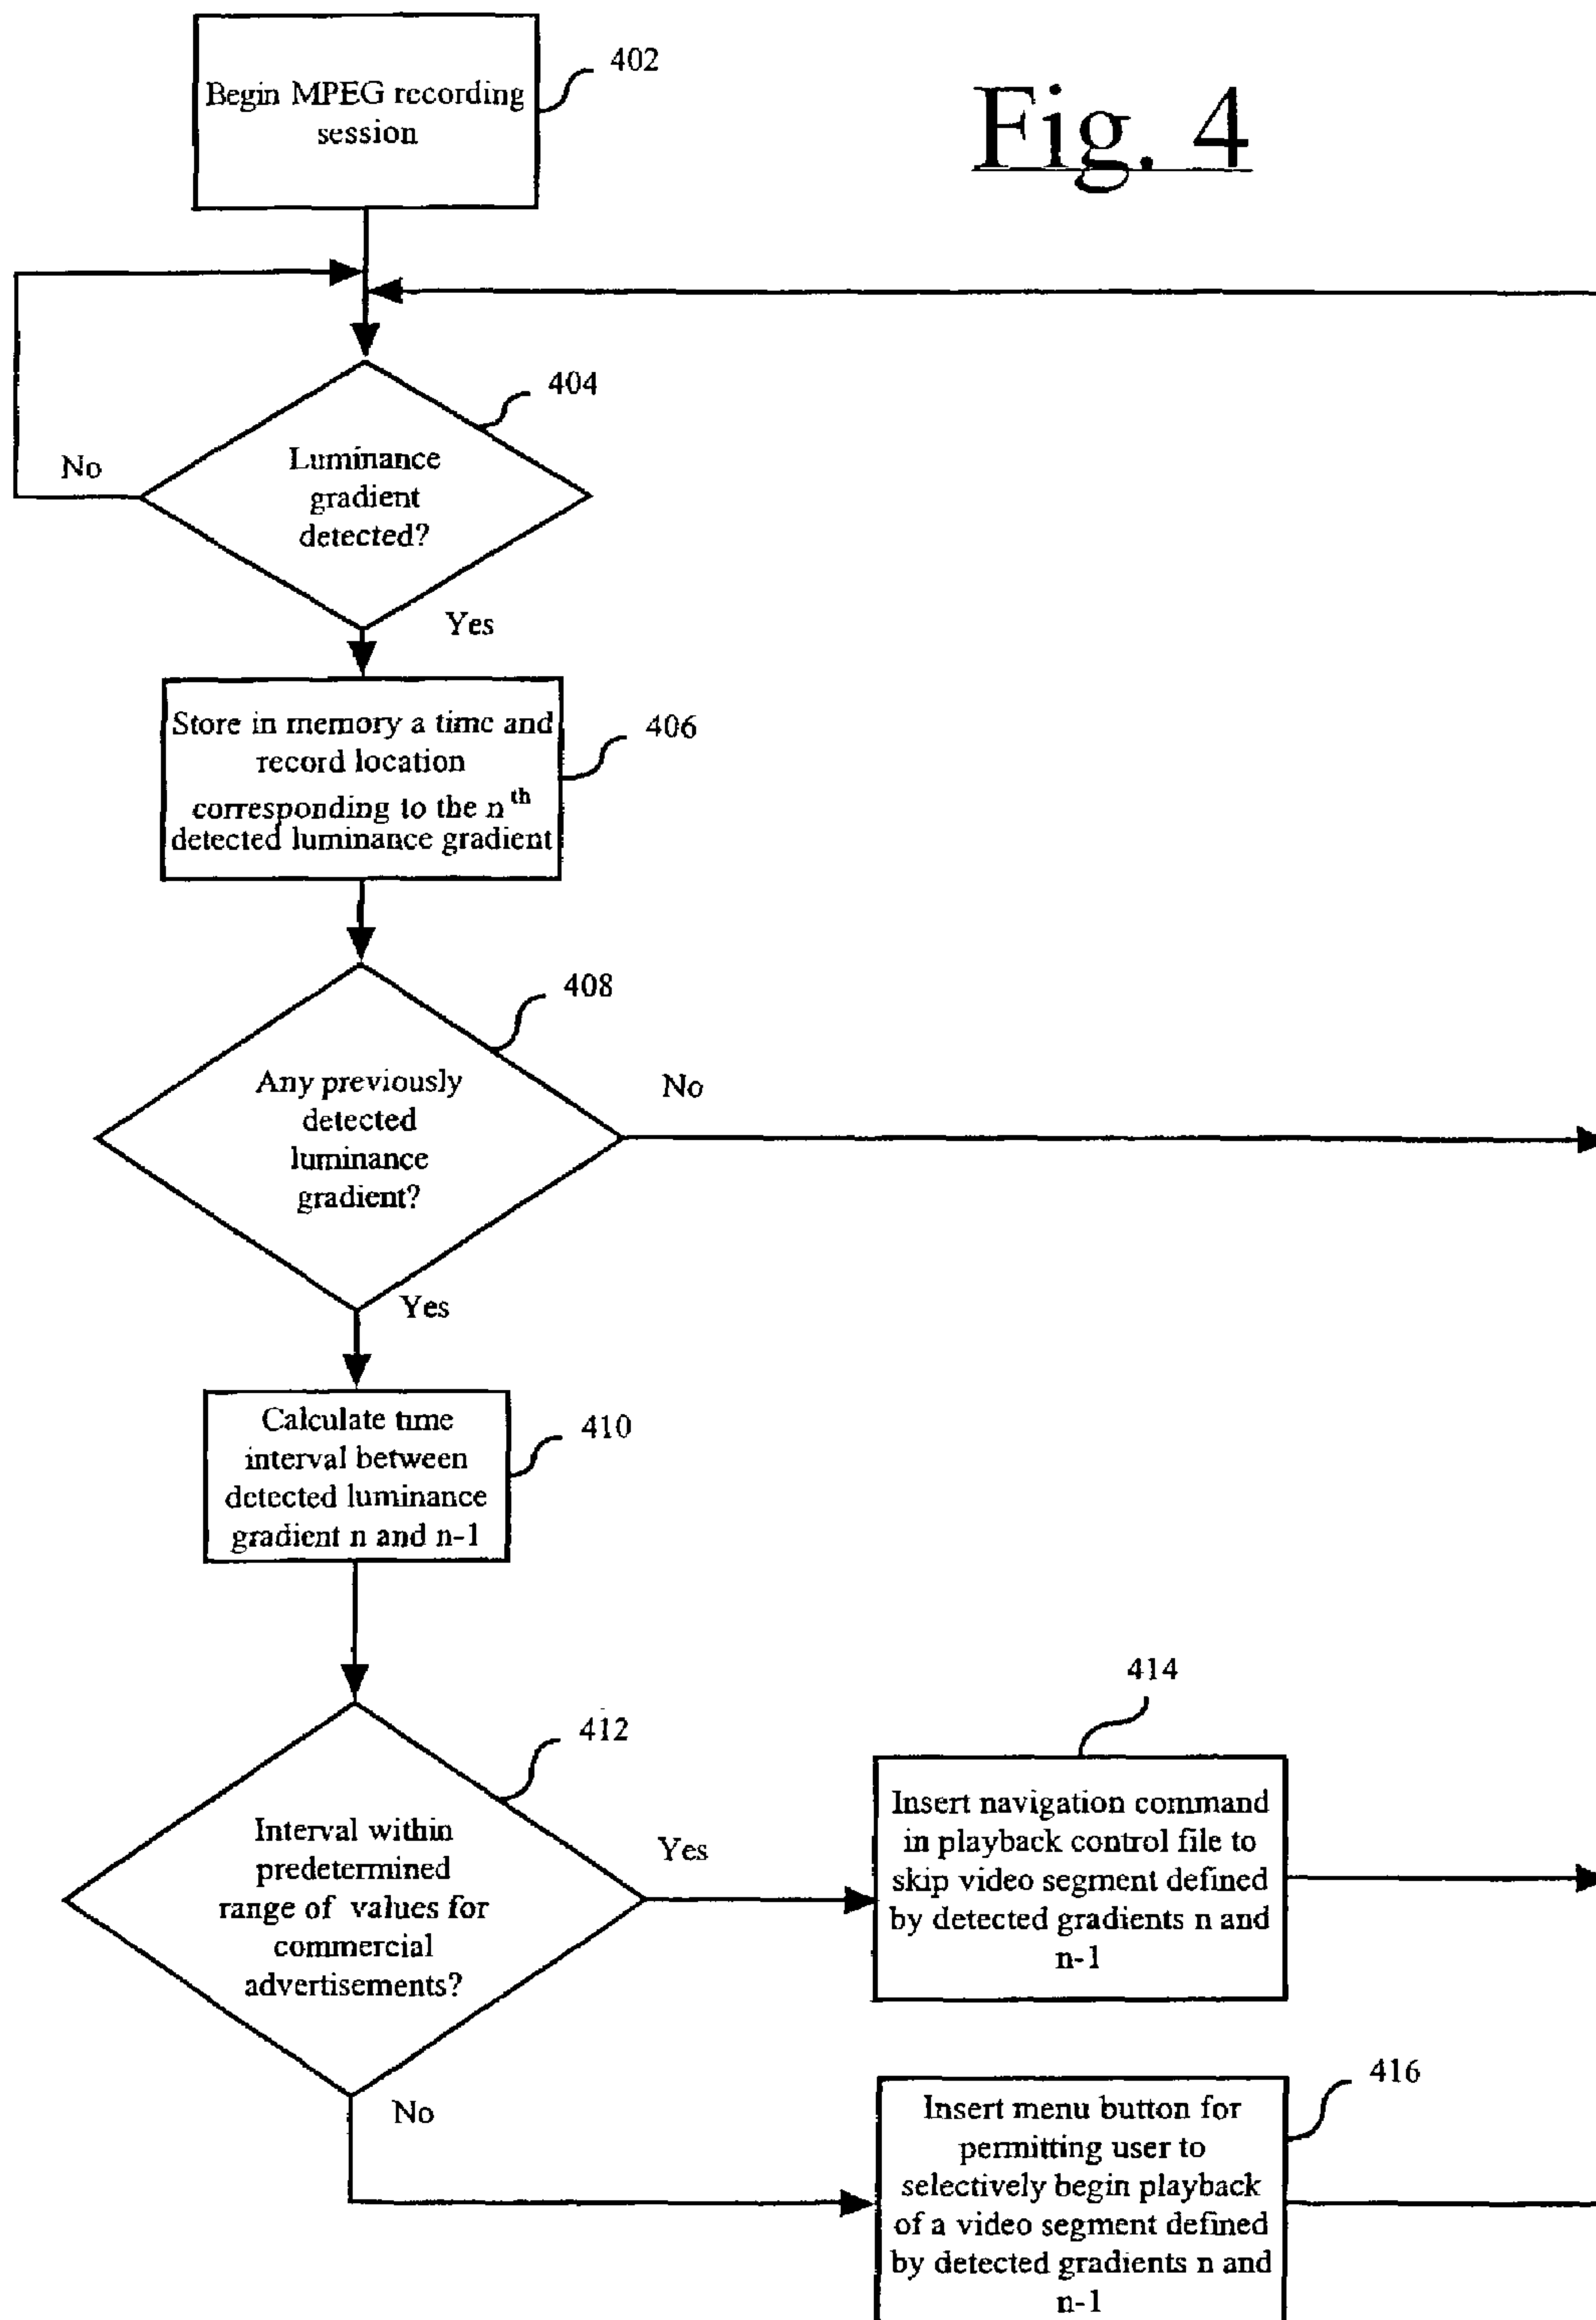 Fig. 4
Begin MPEG recording
session
402
404
Luminance
gradient
detected?
No
Yes
Store in memory a time and
record location
corresponding to the n th
detected luminance gradient
406
408
Any previously
detected
luminance
gradient?
No
Yes
Calculate time
interval between
detected luminance
gradient n and n-1
410
412
Interval within
predetermined
range of values for
commercial
advertisements?
Yes
No
414
Insert navigation command
in playback control file to
skip video segment defined
by detected gradients n and
n-1
416
Insert menu button for
permitting user to
selectively begin playback
of a video segment defined
by detected gradients n and
n-1